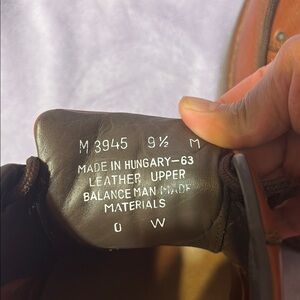 M 3945 9½ M
MADE IN HUNGARY-63
LEATHER UPPER
BALANCE MAN MADE
MATERIALS
0 W